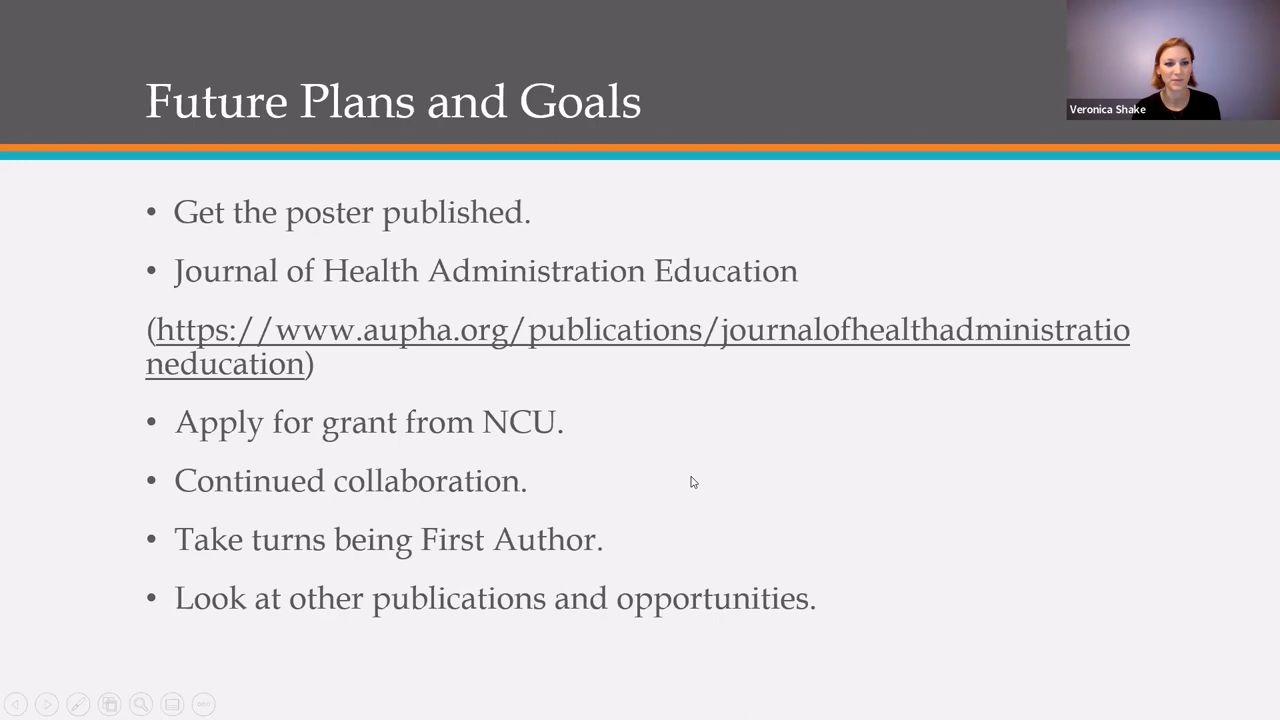 Future Plans and Goals
Veronica Shake
• Get the poster published.
• Journal of Health Administration Education
(https://www.aupha.org/publications/journalofhealthadministratio
neducation)
• Apply for grant from NCU.
• Continued collaboration.
• Take turns being First Author.
• Look at other publications and opportunities.